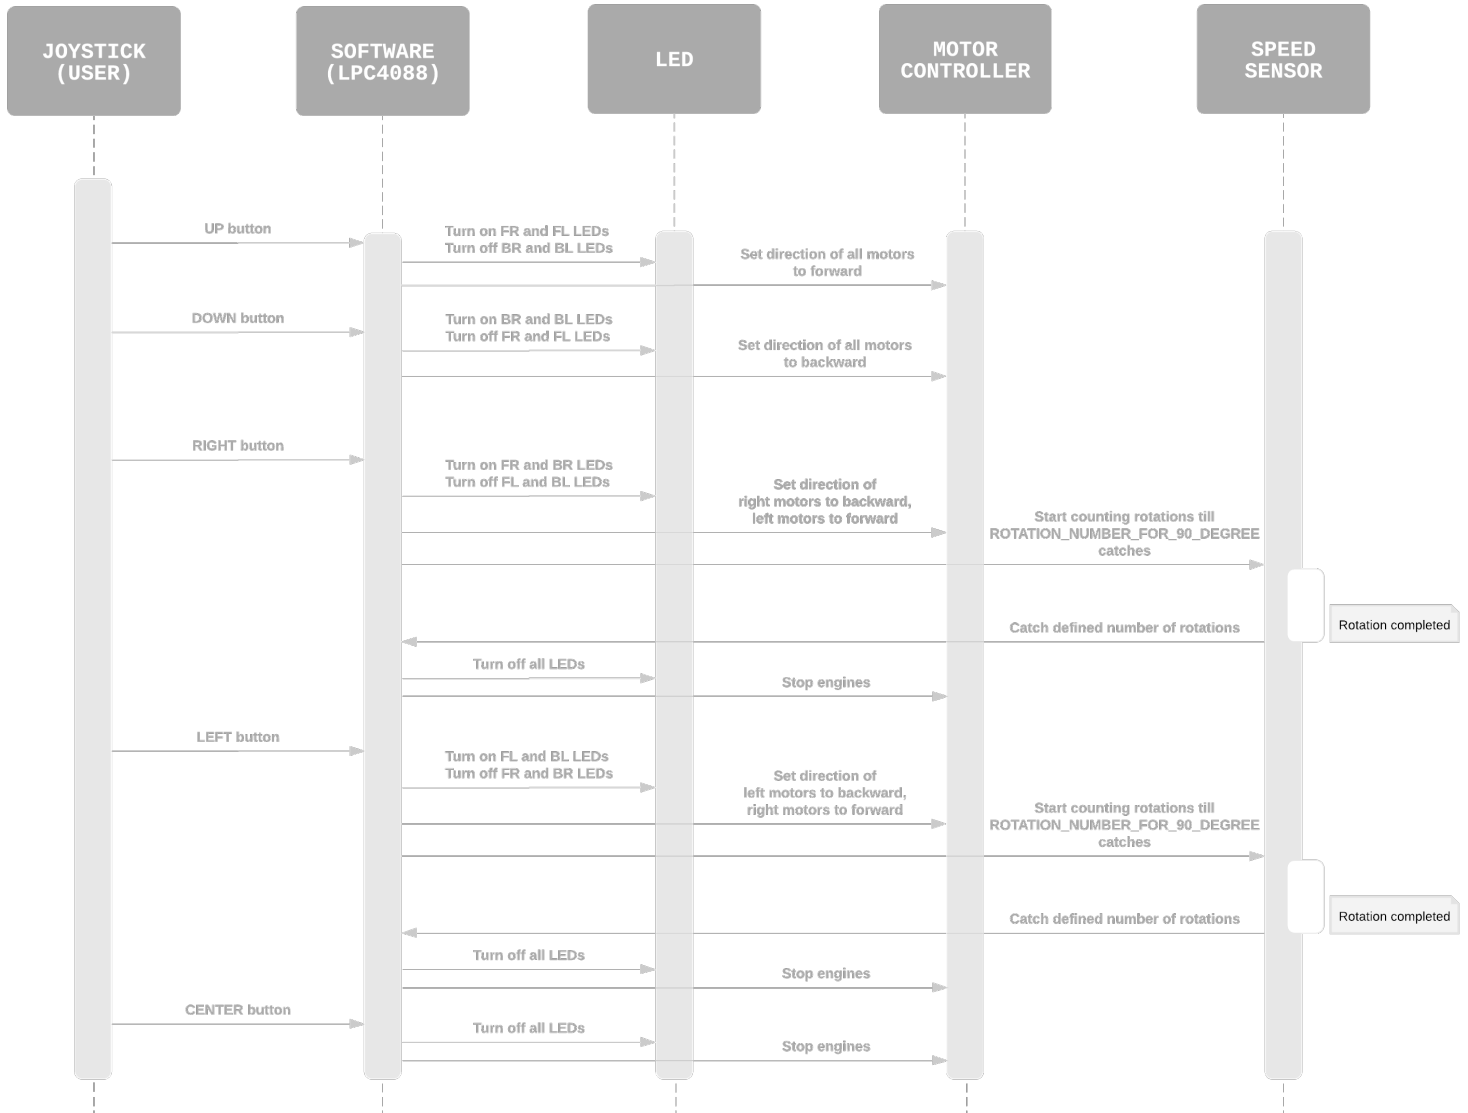 JOYSTICK
(USER)
SOFTWARE
(LPC4088)
LED
MOTOR
CONTROLLER
SPEED
SENSOR
UP button
Turn on FR and FL LEDs
Turn off BR and BL LEDs
Set direction of all motors
to forward
DOWN button
Turn on BR and BL LEDs
Turn off FR and FL LEDs
Set direction of all motors
to backward
RIGHT button
Turn on FR and BR LEDs
Turn off FL and BL LEDs
Set direction of
right motors to backward,
left motors to forward
Start counting rotations till
ROTATION_NUMBER_FOR_90_DEGREE
catches
Rotation completed
Catch defined number of rotations
Turn off all LEDs
Stop engines
LEFT button
Turn on FL and BL LEDs
Turn off FR and BR LEDs
Set direction of
left motors to backward,
right motors to forward
Start counting rotations till
ROTATION_NUMBER_FOR_90_DEGREE
catches
Rotation completed
Catch defined number of rotations
Turn off all LEDs
Stop engines
CENTER button
Turn off all LEDs
Stop engines